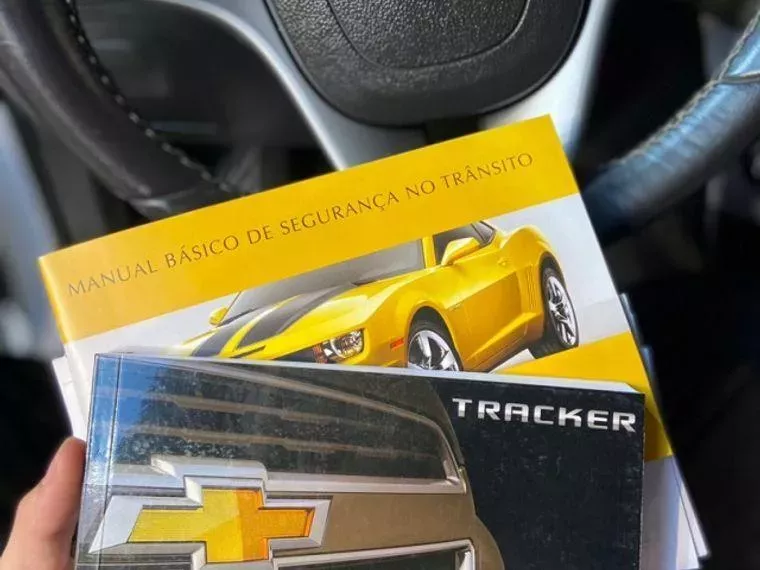 MANUAL BÁSICO DE SEGURANÇA NO TRÂNSITO
TRACKER